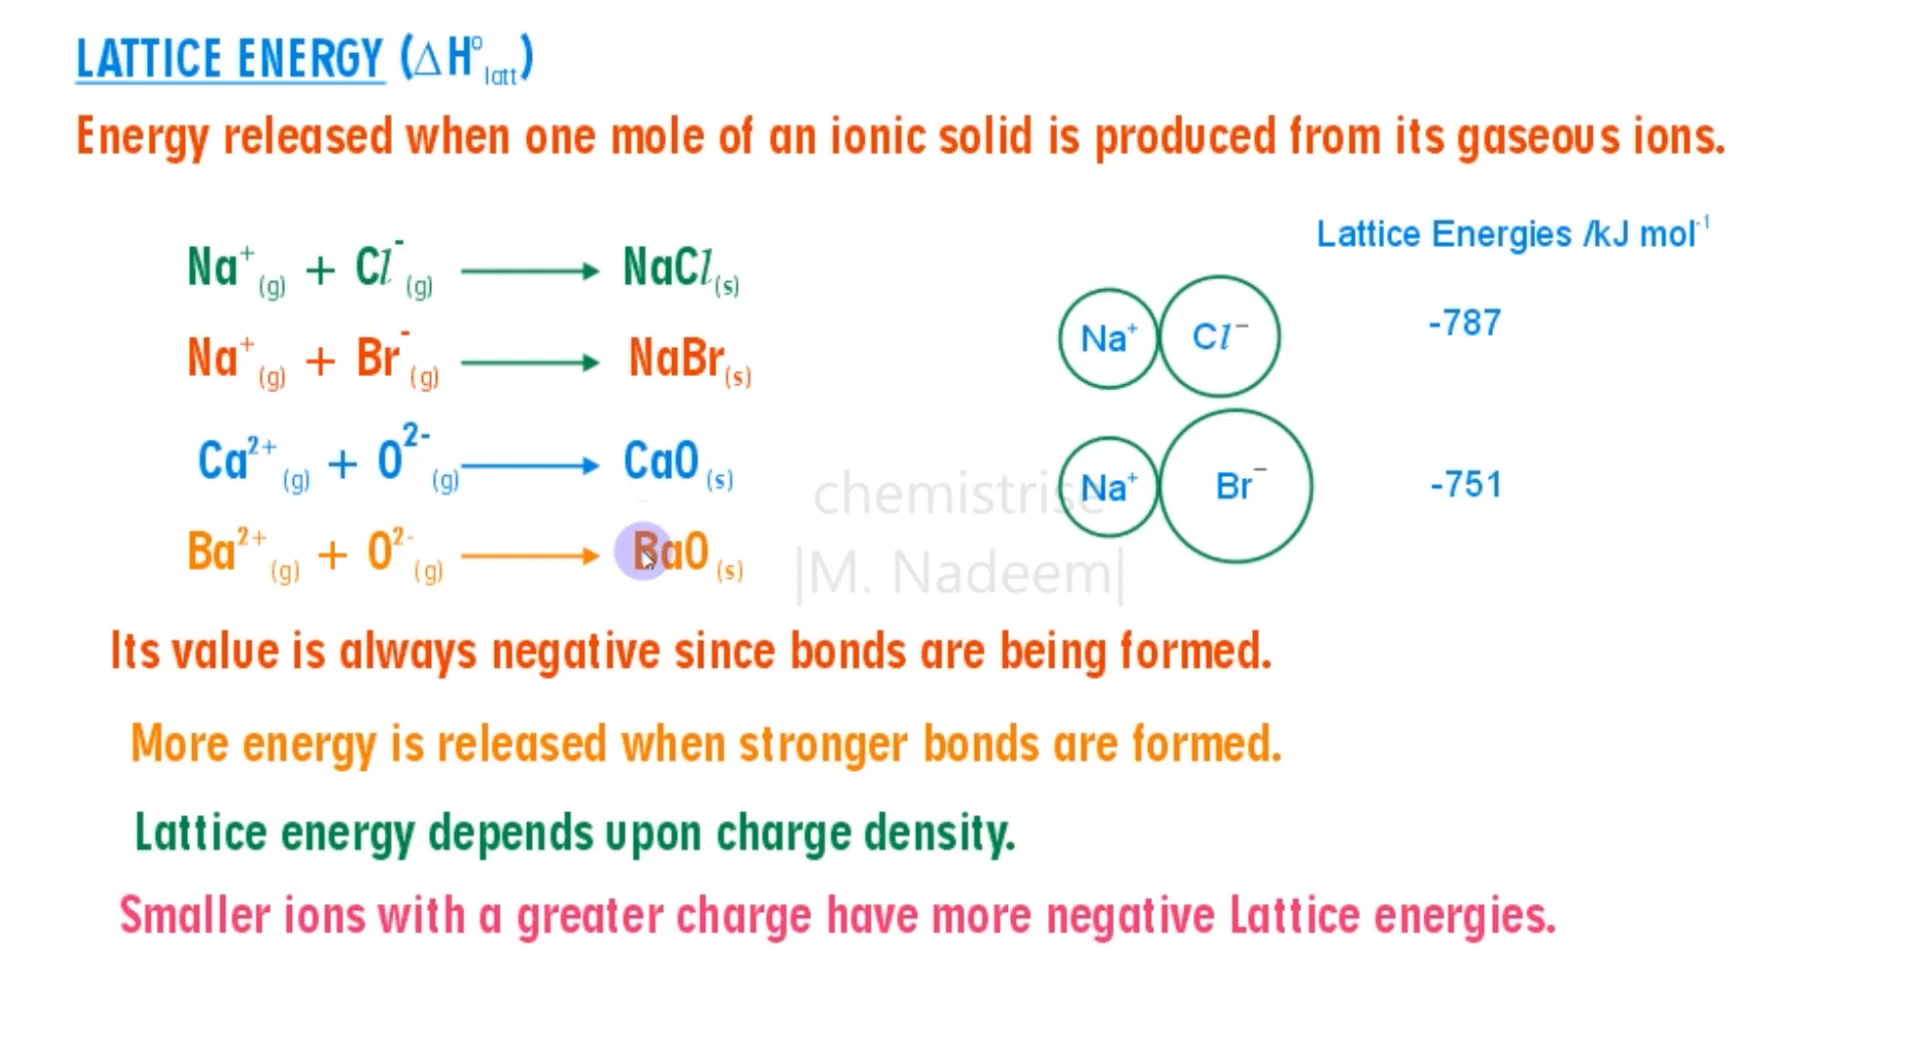 LATTICE ENERGY (△H°latt)
Energy released when one mole of an ionic solid is produced from its gaseous ions.
Lattice Energies /kJ mol⁻¹
Na⁺(g) + Cl⁻(g) → NaCl(s)
Na⁺ Cl⁻ -787
Na⁺(g) + Br⁻(g) → NaBr(s)
Ca²⁺(g) + O²⁻(g) → CaO(s)
Na⁺ Br⁻ -751
Ba²⁺(g) + O²⁻(g) → BaO(s)
chemistrise
|M. Nadeem|
Its value is always negative since bonds are being formed.
More energy is released when stronger bonds are formed.
Lattice energy depends upon charge density.
Smaller ions with a greater charge have more negative Lattice energies.